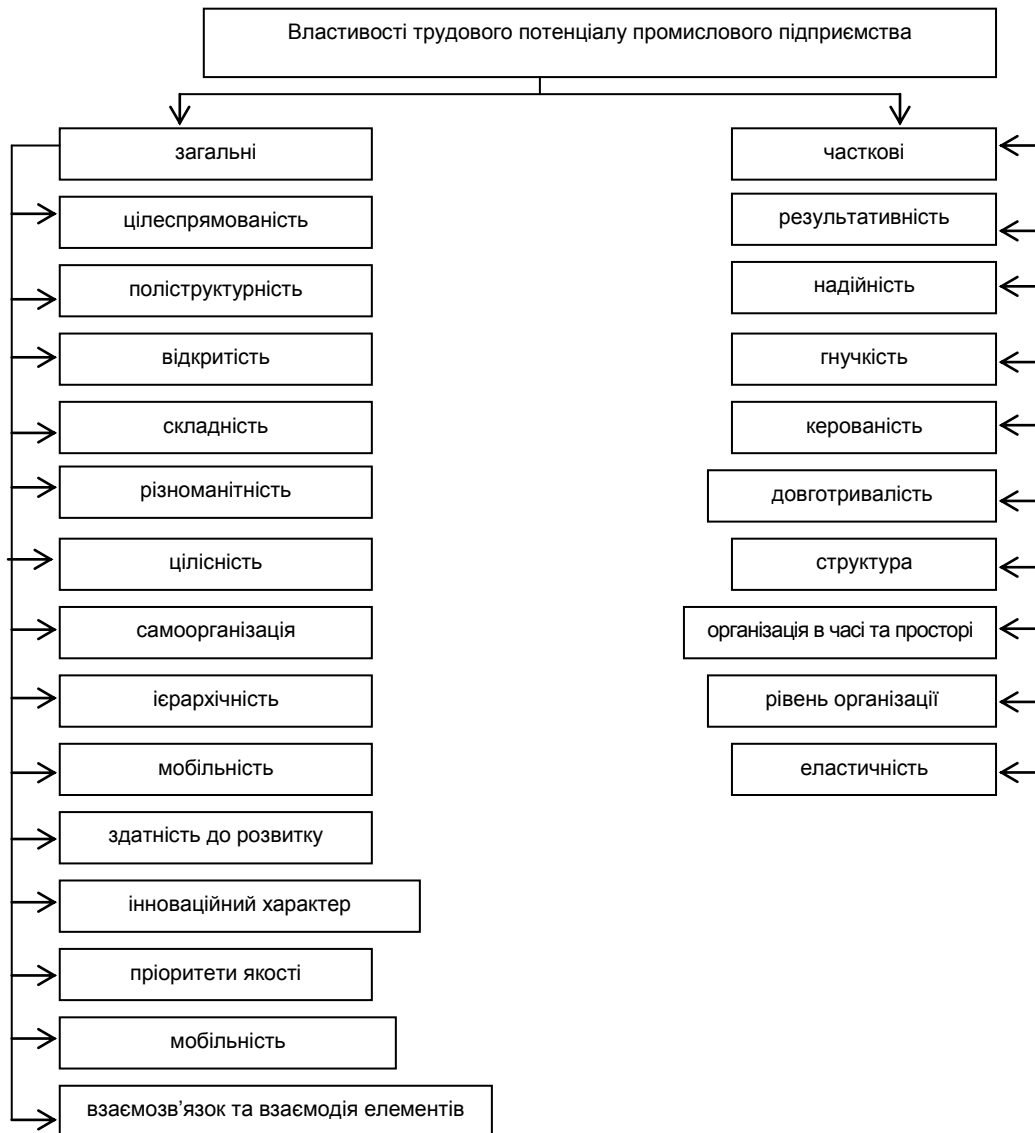 Властивості трудового потенціалу промислового підприємства
загальні
цілеспрямованість
поліструктурність
відкритість
складність
різноманітність
цілісність
самоорганізація
ієрархічність
мобільність
здатність до розвитку
інноваційний характер
пріоритети якості
мобільність
взаємозв'язок та взаємодія елементів
часткові
результативність
надійність
гнучкість
керованість
довготривалість
структура
організація в часі та просторі
рівень організації
еластичність